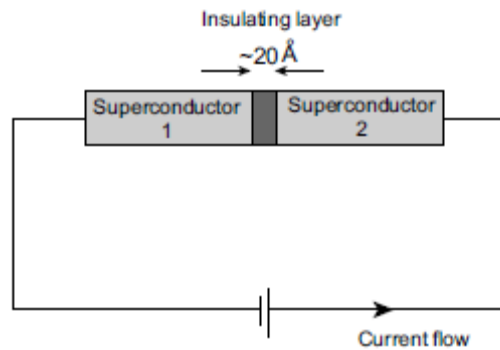 Insulating layer
~20 Å
Superconductor
1
Superconductor
2
Current flow